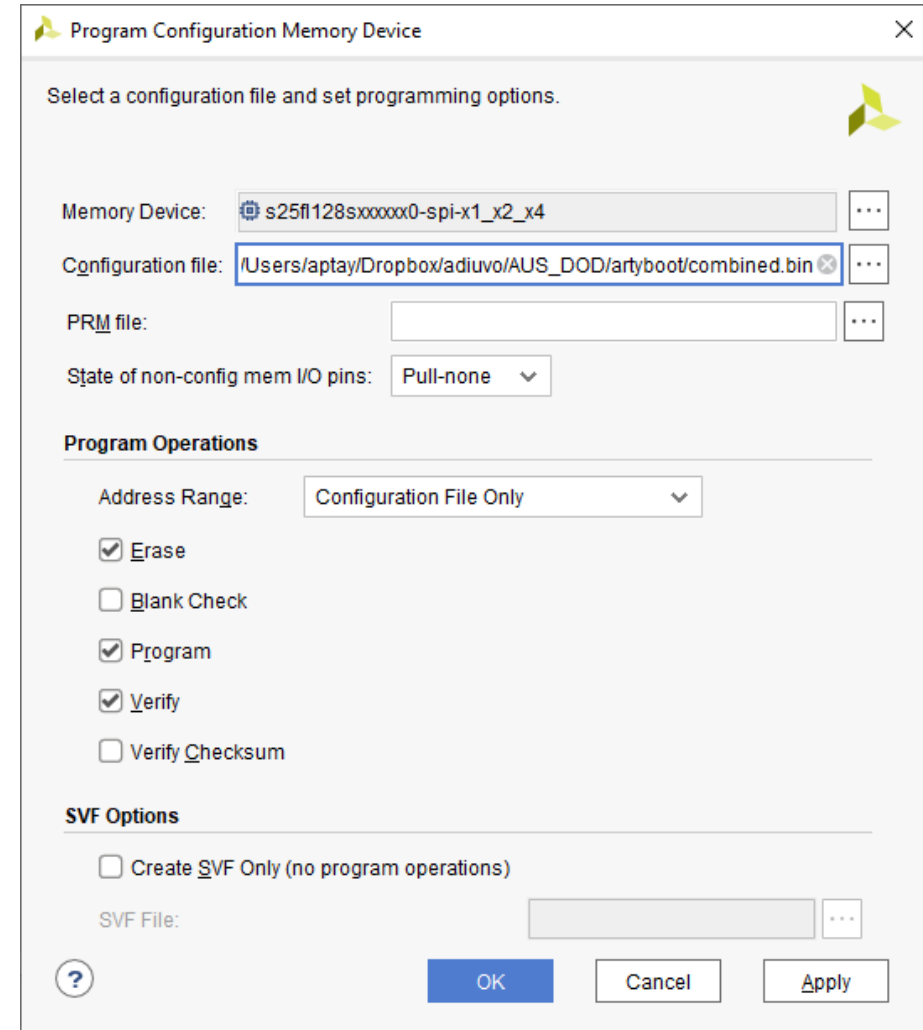 Program Configuration Memory Device
Select a configuration file and set programming options.
Memory Device: s25fl128sxxxxxx0-spi-x1_x2_x4 ...
Configuration file: /Users/aptay/Dropbox/adiuvo/AUS_DOD/artyboot/combined.bin ...
PRM file: ...
State of non-config mem I/O pins: Pull-none
Program Operations
Address Range: Configuration File Only
Erase
Blank Check
Program
Verify
Verify Checksum
SVF Options
Create SVF Only (no program operations)
SVF File: ...
? OK Cancel Apply